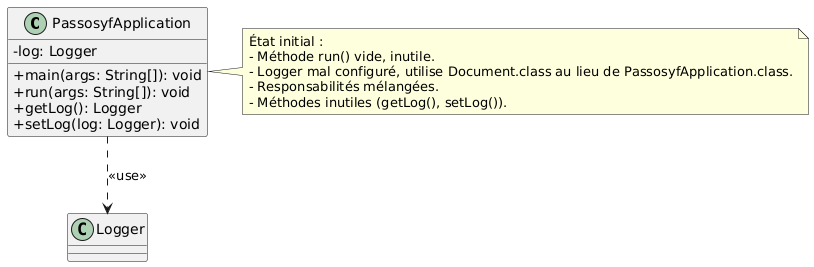 C PassosyfApplication
-log: Logger
+main(args: String[]): void
+run(args: String[]): void
+getLog(): Logger
+setLog(log: Logger): void
État initial :
- Méthode run() vide, inutile.
- Logger mal configuré, utilise Document.class au lieu de PassosyfApplication.class.
- Responsabilités mélangées.
- Méthodes inutiles (getLog(), setLog()).
«use»
C Logger